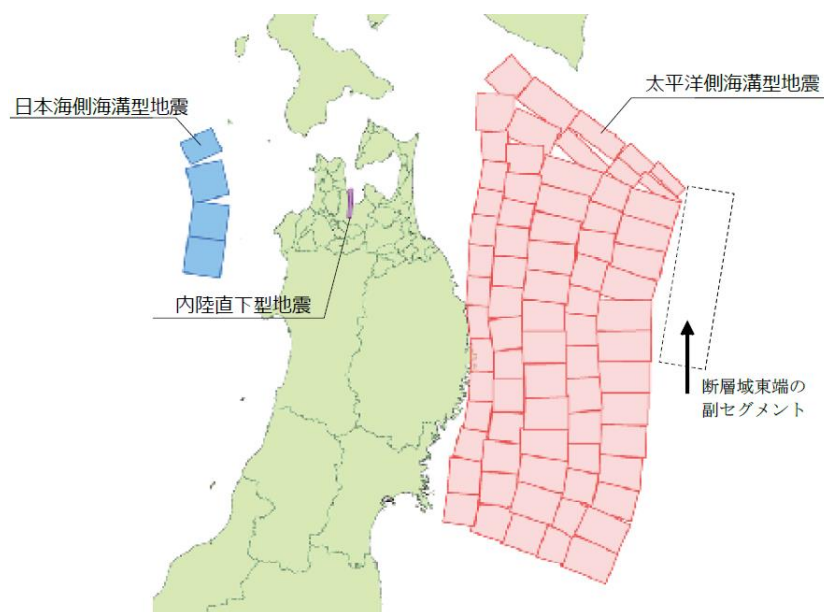 太平洋側海溝型地震
日本海側海溝型地震
内陸直下型地震
断層域東端の
副セグメント